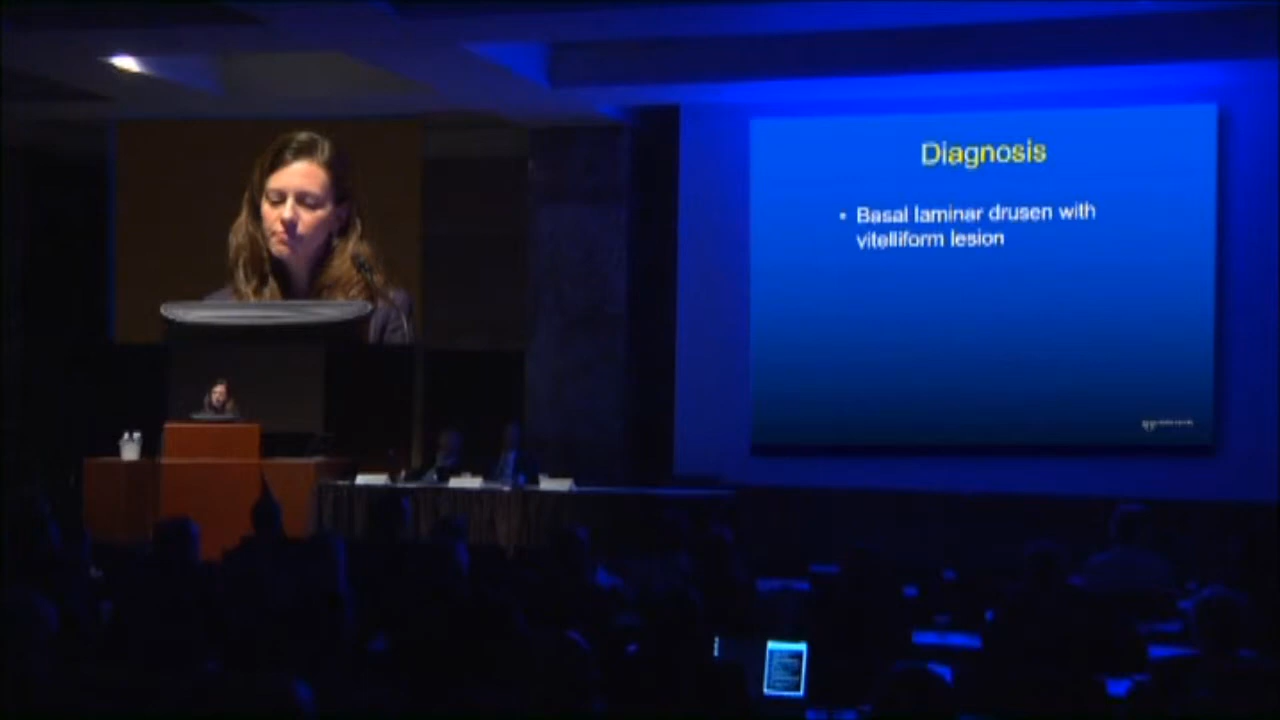 Diagnosis
• Basal laminar drusen with
vitelliform lesion